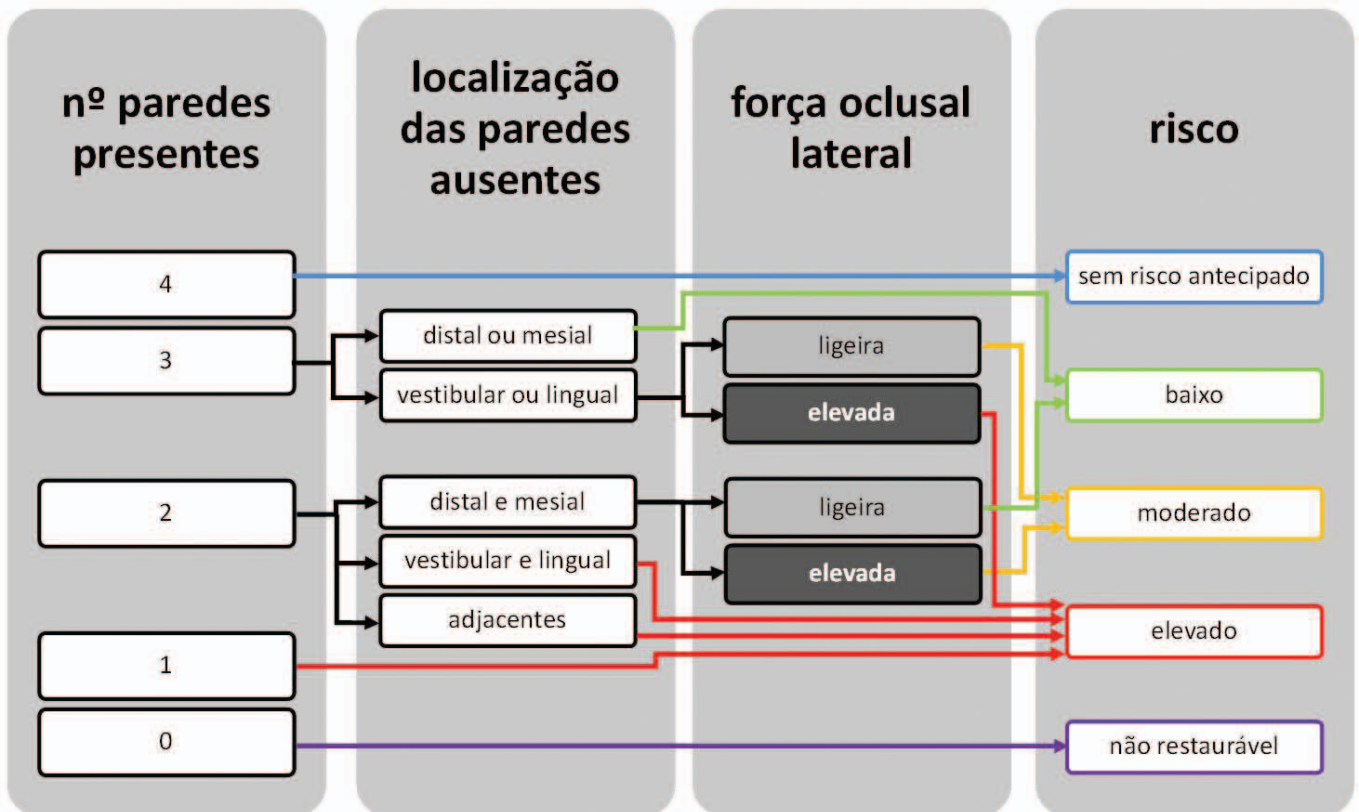 nº paredes
presentes
localização
das paredes
ausentes
força oclusal
lateral
risco
4
3
2
1
0
distal ou mesial
vestibular ou lingual
distal e mesial
vestibular e lingual
adjacentes
ligeira
elevada
ligeira
elevada
sem risco antecipado
baixo
moderado
elevado
não restaurável